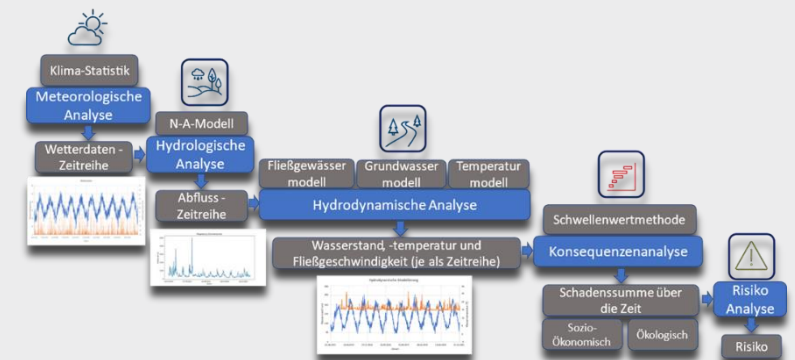 Klima-Statistik
Meteorologische
Analyse
Wetterdaten -
Zeitreihe
N-A-Modell
Hydrologische
Analyse
Abfluss -
Zeitreihe
Fließgewässer
modell
Grundwasser
modell
Temperatur
modell
Hydrodynamische Analyse
Wasserstand, -temperatur und
Fließgeschwindigkeit (je als Zeitreihe)
Schwellenwertmethode
Konsequenzenanalyse
Schadenssumme über
die Zeit
Sozio-
Ökonomisch
Ökologisch
Risiko
Analyse
Risiko